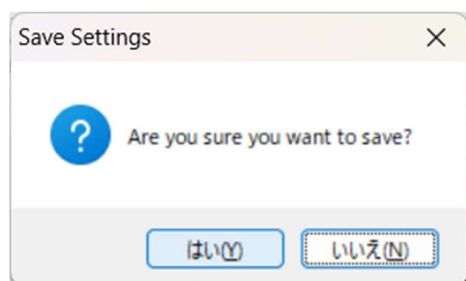 Save Settings
Are you sure you want to save?
はい(Y) いいえ(N)